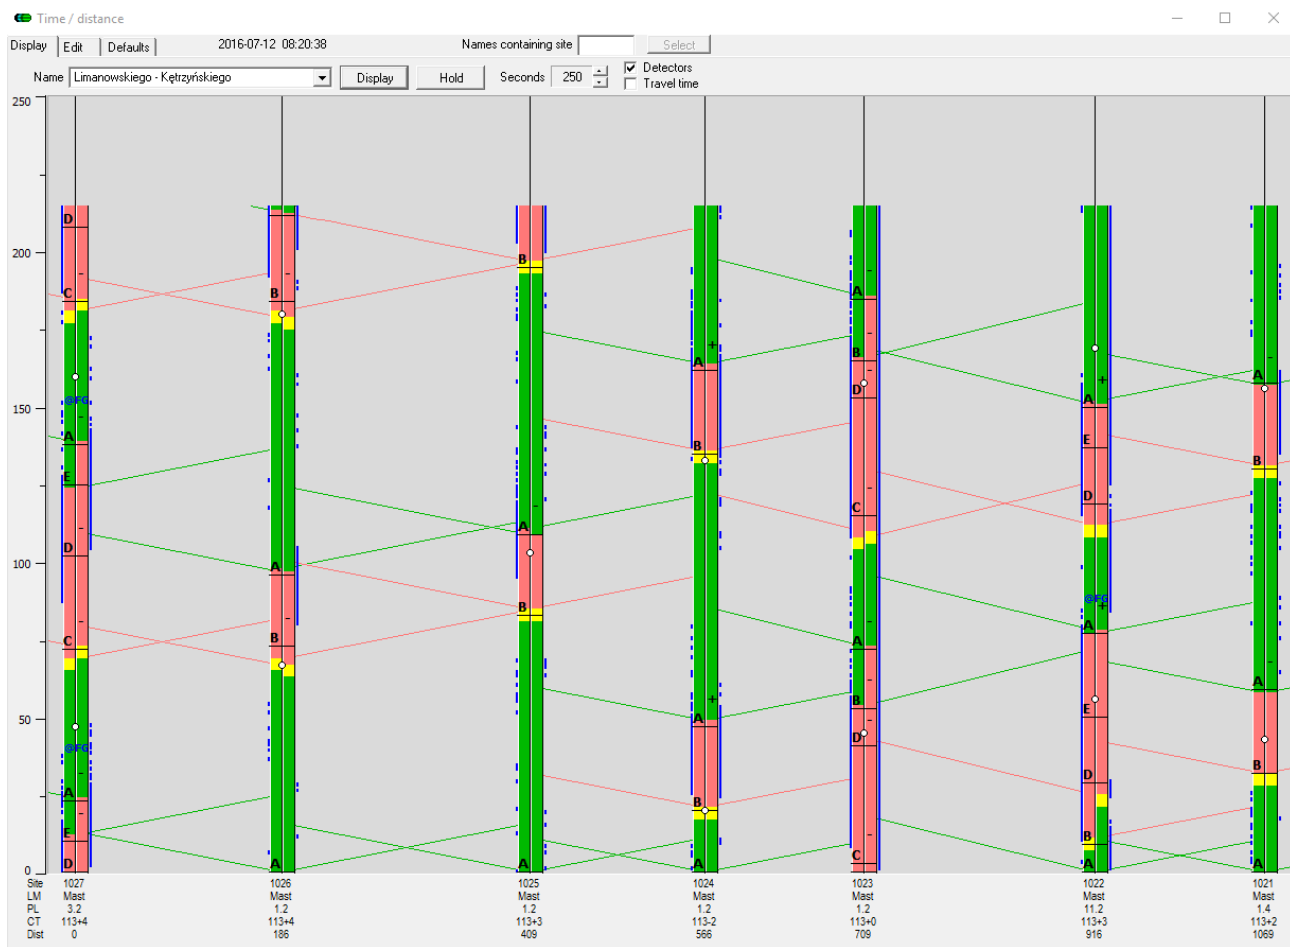 Time / distance
Display Edit Defaults 2016-07-12 08:20:38 Names containing site Select
Name Limanowskiego - Kętrzyńskiego Display Hold Seconds 250 Detectors
Travel time
250
200
150
100
50
0
D
C
@FG
A
E
D
C
@FG
A
E
D
B
A
B
A
B
A
B
A
A
B
A
B
A
A
B
D
C
A
B
D
C
A
E
D
@FG
A
E
D
B
A
A
B
A
B
A
Site 1027 1026 1025 1024 1023 1022 1021
LM Mast Mast Mast Mast Mast Mast Mast
PL 3.2 1.2 1.2 1.2 1.2 11.2 1.4
CT 113+4 113+4 113+3 113-2 113+0 113+3 113+2
Dist 0 186 409 566 709 916 1069